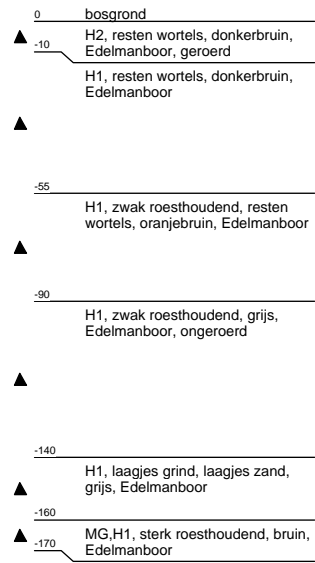 0 bosgrond
H2, resten wortels, donkerbruin,
-10 Edelmanboor, geroerd
H1, resten wortels, donkerbruin,
Edelmanboor
-55
H1, zwak roesthoudend, resten
wortels, oranjebruin, Edelmanboor
-90
H1, zwak roesthoudend, grijs,
Edelmanboor, ongeroerd
-140
H1, laagjes grind, laagjes zand,
grijs, Edelmanboor
-160
MG,H1, sterk roesthoudend, bruin,
-170 Edelmanboor